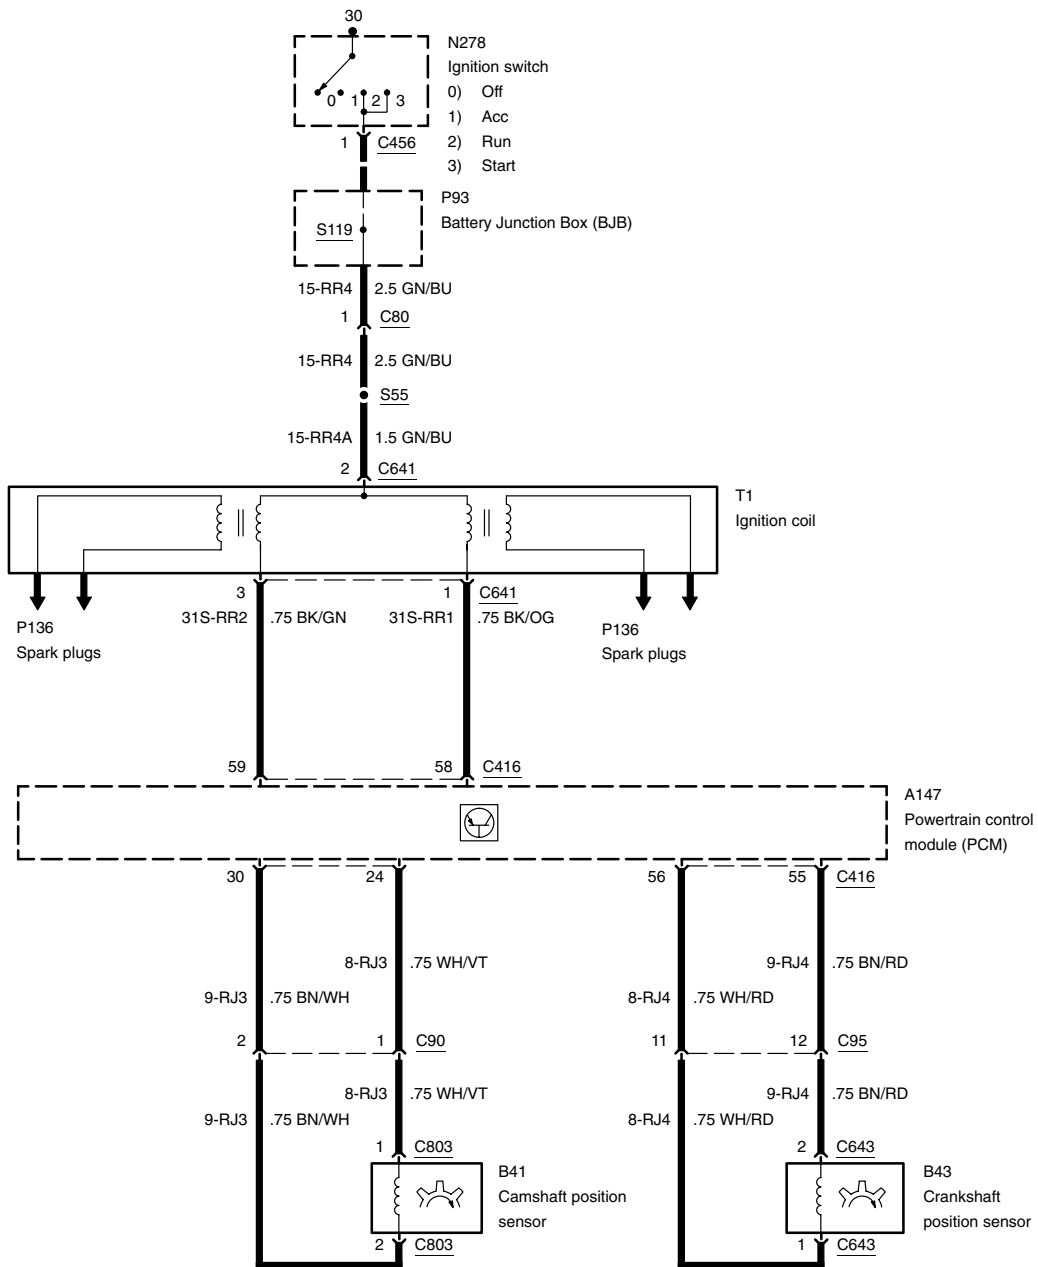 30
N278
Ignition switch
0) Off
1) Acc
2) Run
3) Start
0 1 2 3
1 C456
P93
Battery Junction Box (BJB)
S119
15-RR4 2.5 GN/BU
1 C80
15-RR4 2.5 GN/BU
S55
15-RR4A 1.5 GN/BU
2 C641
T1
Ignition coil
3 1 C641
31S-RR2 .75 BK/GN 31S-RR1 .75 BK/OG
P136
Spark plugs
P136
Spark plugs
59 58 C416
A147
Powertrain control
module (PCM)
30 24 56 55 C416
8-RJ3 .75 WH/VT 9-RJ4 .75 BN/RD
9-RJ3 .75 BN/WH 8-RJ4 .75 WH/RD
2 1 C90 11 12 C95
8-RJ3 .75 WH/VT 9-RJ4 .75 BN/RD
9-RJ3 .75 BN/WH 8-RJ4 .75 WH/RD
1 C803 2 C643
B41
Camshaft position
sensor
B43
Crankshaft
position sensor
2 C803 1 C643